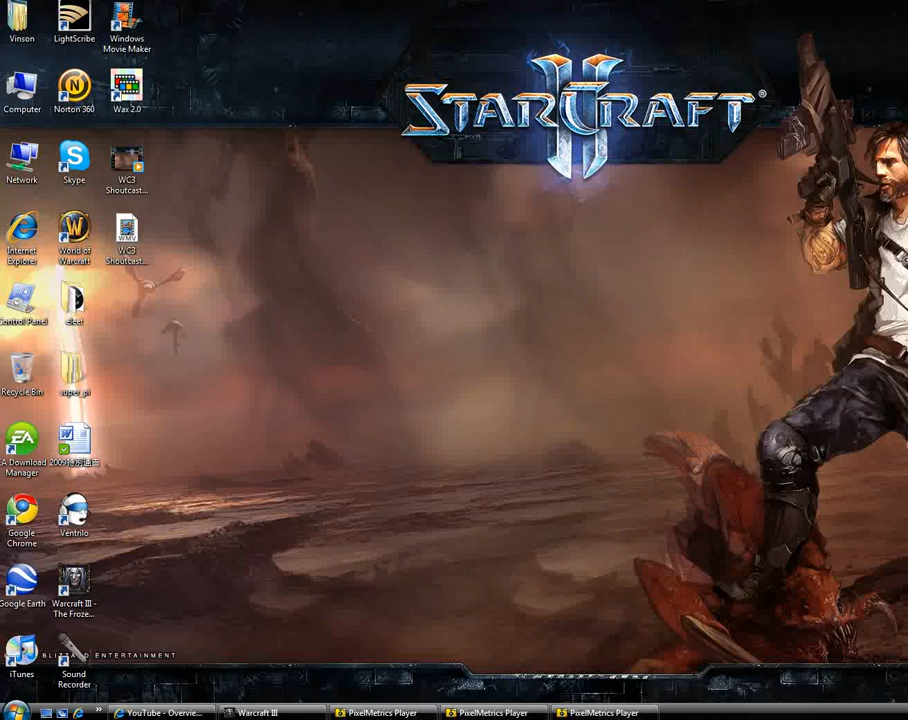 Vinson
LightScribe
Windows
Movie Maker
Computer
Norton 360
Wax 2.0
STARCRAFT
II
®
Network
Skype
WC3
Shoutcast...
Internet
Explorer
World of
Warcraft
WMV
WC3
Shoutcast...
Control Panel
eleet
Recycle Bin
super_pi
EA Download
Manager
Google
Chrome
Ventrilo
Google Earth
Warcraft III -
The Froze...
BLIZZARD ENTERTAINMENT
iTunes
Sound
Recorder
YouTube - Overvie...
Warcraft III
PixelMetrics Player
PixelMetrics Player
PixelMetrics Player